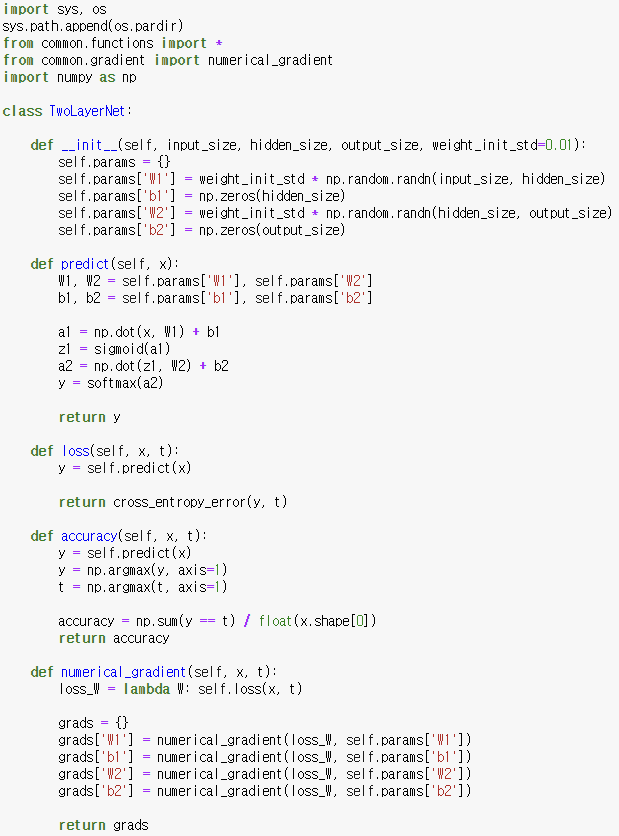 import sys, os
sys.path.append(os.pardir)
from common.functions import *
from common.gradient import numerical_gradient
import numpy as np

class TwoLayerNet:

    def __init__(self, input_size, hidden_size, output_size, weight_init_std=0.01):
        self.params = {}
        self.params['W1'] = weight_init_std * np.random.randn(input_size, hidden_size)
        self.params['b1'] = np.zeros(hidden_size)
        self.params['W2'] = weight_init_std * np.random.randn(hidden_size, output_size)
        self.params['b2'] = np.zeros(output_size)

    def predict(self, x):
        W1, W2 = self.params['W1'], self.params['W2']
        b1, b2 = self.params['b1'], self.params['b2']

        a1 = np.dot(x, W1) + b1
        z1 = sigmoid(a1)
        a2 = np.dot(z1, W2) + b2
        y = softmax(a2)

        return y

    def loss(self, x, t):
        y = self.predict(x)

        return cross_entropy_error(y, t)

    def accuracy(self, x, t):
        y = self.predict(x)
        y = np.argmax(y, axis=1)
        t = np.argmax(t, axis=1)

        accuracy = np.sum(y == t) / float(x.shape[0])
        return accuracy

    def numerical_gradient(self, x, t):
        loss_W = lambda W: self.loss(x, t)

        grads = {}
        grads['W1'] = numerical_gradient(loss_W, self.params['W1'])
        grads['b1'] = numerical_gradient(loss_W, self.params['b1'])
        grads['W2'] = numerical_gradient(loss_W, self.params['W2'])
        grads['b2'] = numerical_gradient(loss_W, self.params['b2'])

        return grads